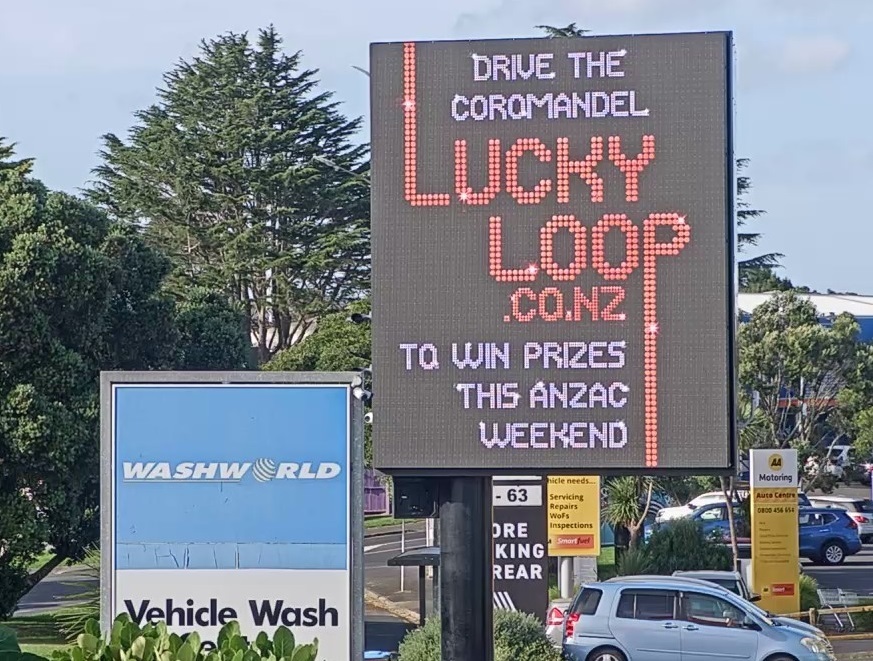 DRIVE THE
COROMANDEL
LUCKY
LOOP
.CO.NZ
TO WIN PRIZES
THIS ANZAC
WEEKEND
WASHWORLD
Vehicle Wash
- 63
ORE
KING
REAR
hicle needs...
Servicing
Repairs
WoFs
Inspections
Smartfuel
AA
Motoring
Auto Centre
0800 456 654